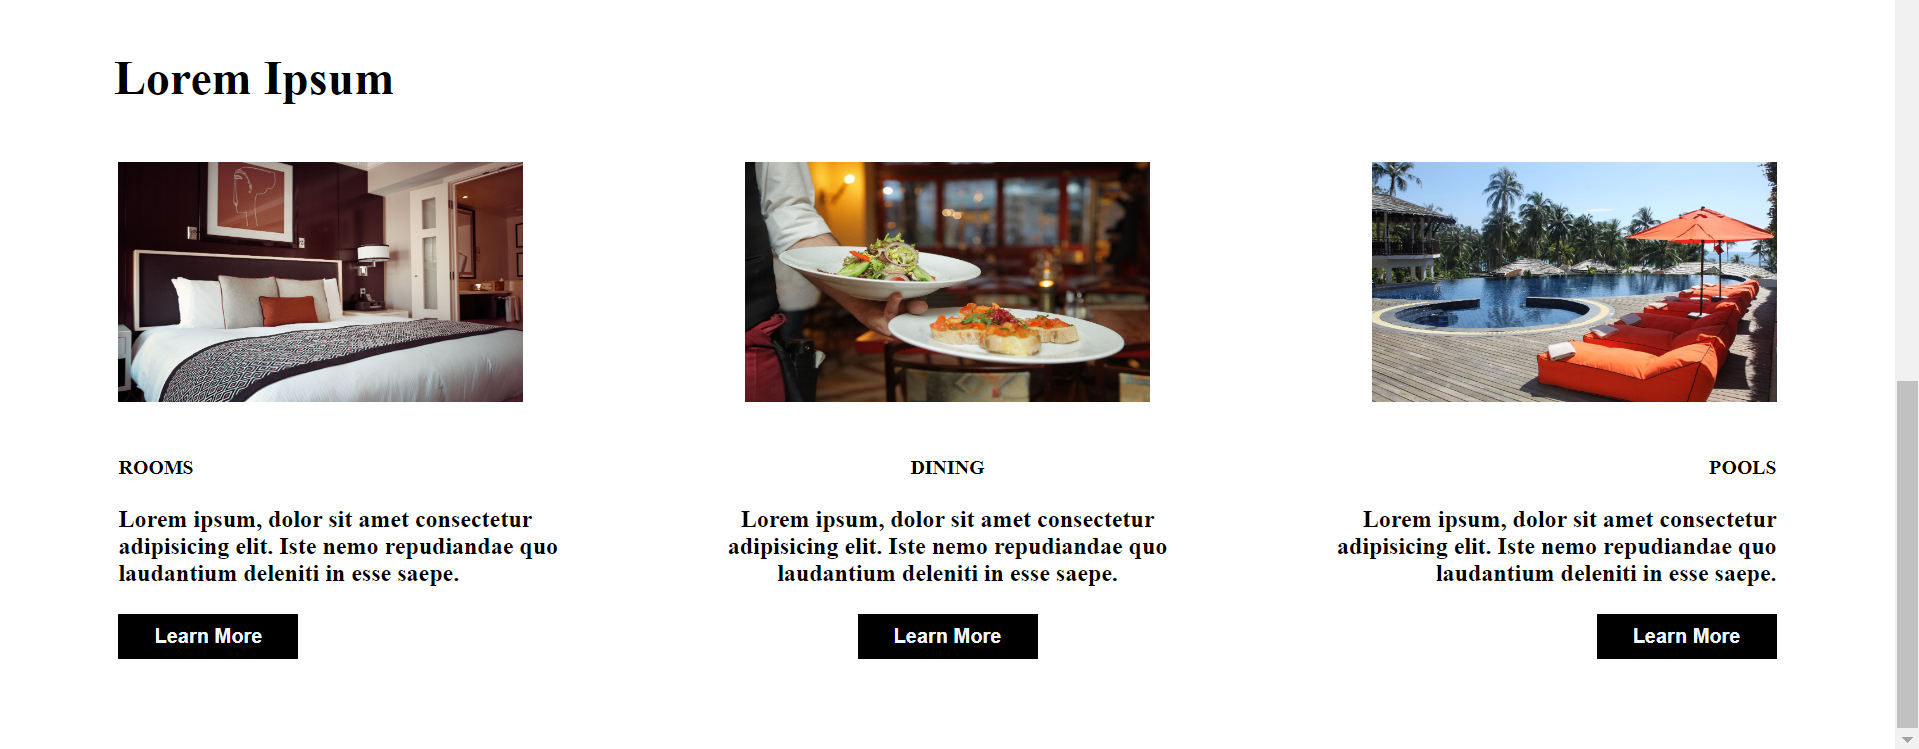 Lorem Ipsum
ROOMS
Lorem ipsum, dolor sit amet consectetur
adipisicing elit. Iste nemo repudiandae quo
laudantium deleniti in esse saepe.
Learn More
DINING
Lorem ipsum, dolor sit amet consectetur
adipisicing elit. Iste nemo repudiandae quo
laudantium deleniti in esse saepe.
Learn More
POOLS
Lorem ipsum, dolor sit amet consectetur
adipisicing elit. Iste nemo repudiandae quo
laudantium deleniti in esse saepe.
Learn More